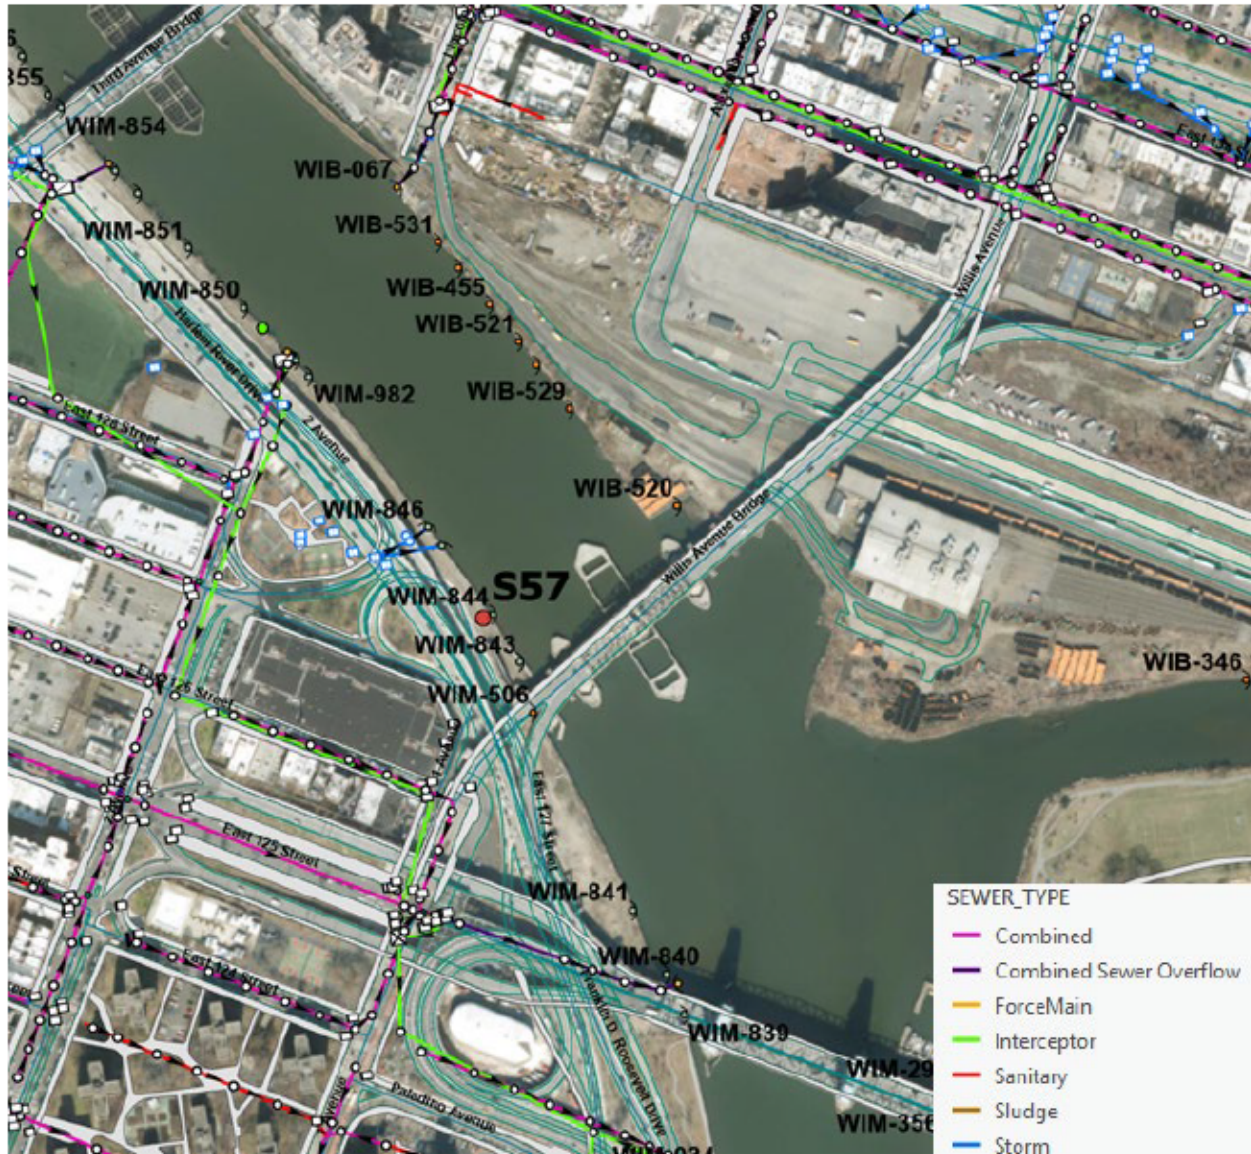 Third Avenue Bridge
855
WIM-854
WIB-067
WIM-851
WIB-531
WIB-455
WIM-850
WIB-521
Willis Avenue
Harlem River Drive
WIB-529
WIM-982
2 Avenue
East 128 Street
WIB-520
WIM-846
Willis Avenue Bridge
S57
WIM-844
WIM-843
WIB-346
WIM-506
126 Street
East 127 Street
East 125 Street
Street
WIM-841
WIM-840
East 124 Street
Franklin D. Roosevelt Drive
WIM-839
Paladino Avenue
Avenue
WIM-29
WIM-356
SEWER_TYPE
Combined
Combined Sewer Overflow
ForceMain
Interceptor
Sanitary
Sludge
Storm